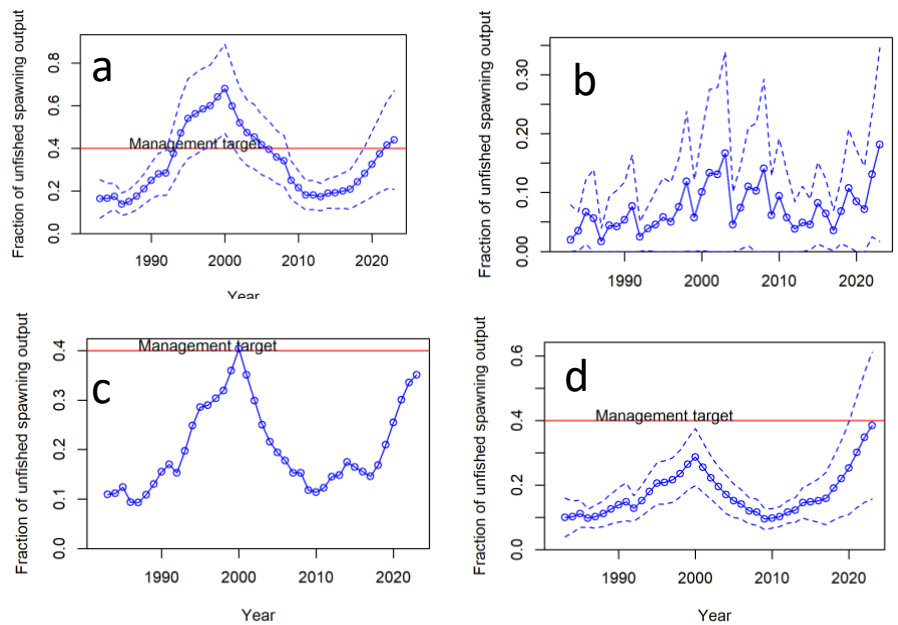 a
Fraction of unfished spawning output
0.8
0.6
0.4
0.2
0.0
Management target
1990 2000 2010 2020
Year
b
Fraction of unfished spawning output
0.30
0.20
0.10
0.00
1990 2000 2010 2020
c
Fraction of unfished spawning output
0.4
0.3
0.2
0.1
0.0
Management target
1990 2000 2010 2020
Year
d
Fraction of unfished spawning output
0.6
0.4
0.2
0.0
Management target
1990 2000 2010 2020
Year